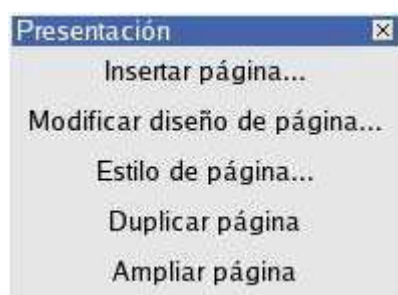 Presentación
Insertar página...
Modificar diseño de página...
Estilo de página...
Duplicar página
Ampliar página